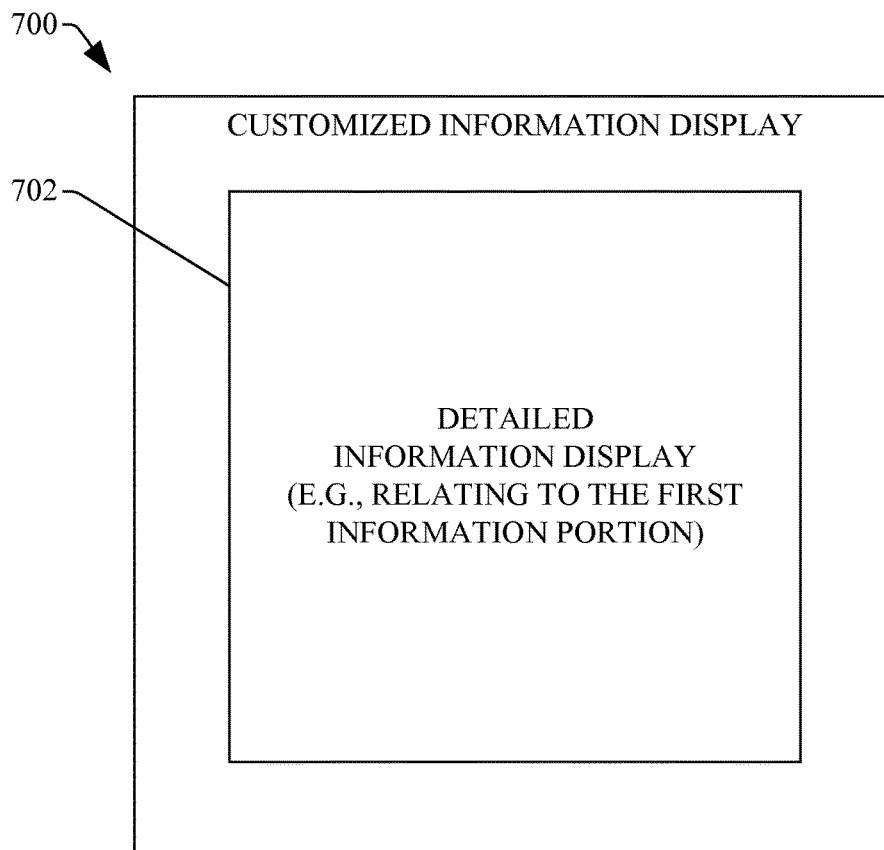 700
CUSTOMIZED INFORMATION DISPLAY
702
DETAILED
INFORMATION DISPLAY
(E.G., RELATING TO THE FIRST
INFORMATION PORTION)